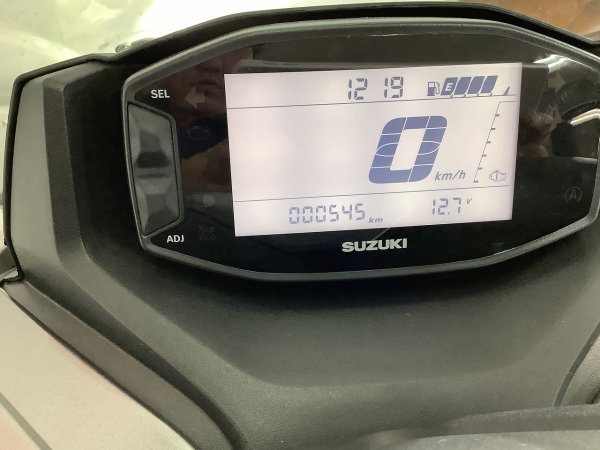 SEL
12 19 E
0 km/h
000545 km 12.7 V
ADJ
SUZUKI